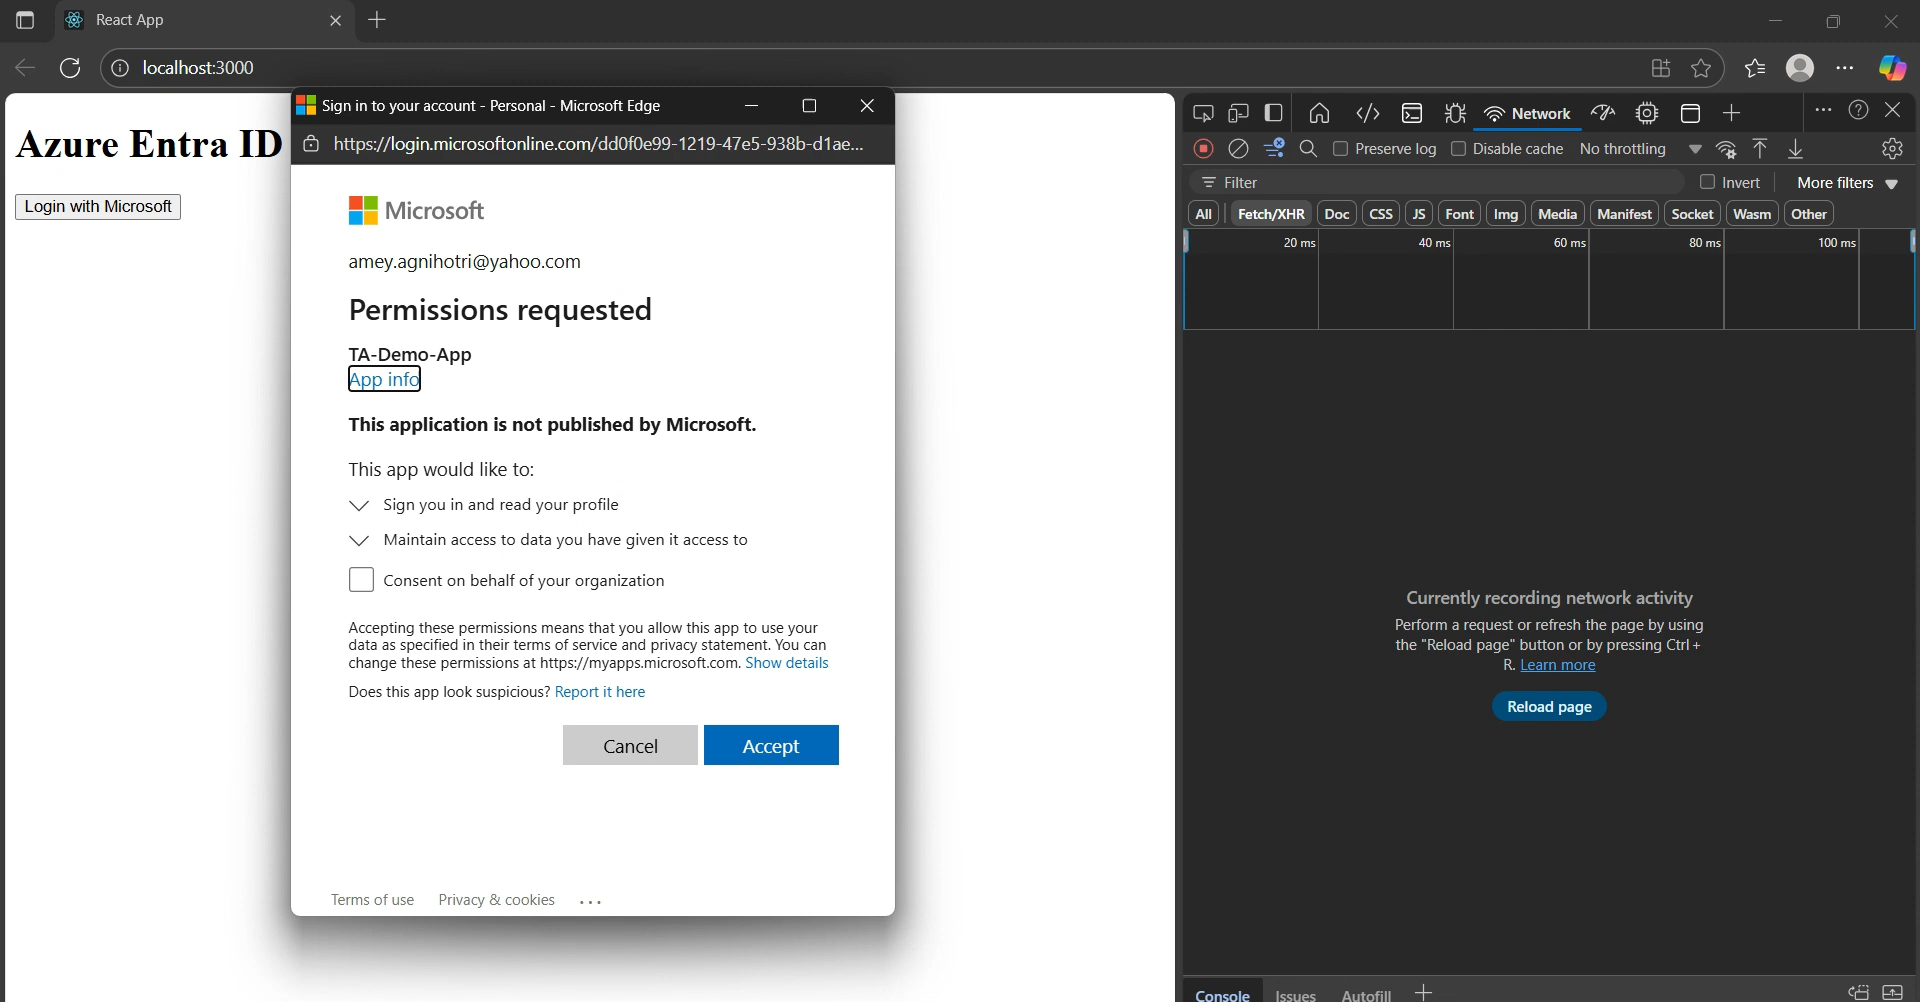 React App
localhost:3000
Azure Entra ID
Login with Microsoft
Sign in to your account - Personal - Microsoft Edge
https://login.microsoftonline.com/dd0f0e99-1219-47e5-938b-d1ae...
Microsoft
amey.agnihotri@yahoo.com
Permissions requested
TA-Demo-App
App info
This application is not published by Microsoft.
This app would like to:
Sign you in and read your profile
Maintain access to data you have given it access to
Consent on behalf of your organization
Accepting these permissions means that you allow this app to use your
data as specified in their terms of service and privacy statement. You can
change these permissions at https://myapps.microsoft.com. Show details
Does this app look suspicious? Report it here
Cancel Accept
Terms of use Privacy & cookies ...
Network
Preserve log Disable cache No throttling
Filter Invert More filters
All Fetch/XHR Doc CSS JS Font Img Media Manifest Socket Wasm Other
20 ms 40 ms 60 ms 80 ms 100 ms
Currently recording network activity
Perform a request or refresh the page by using
the "Reload page" button or by pressing Ctrl +
R. Learn more
Reload page
Console Issues Autofill